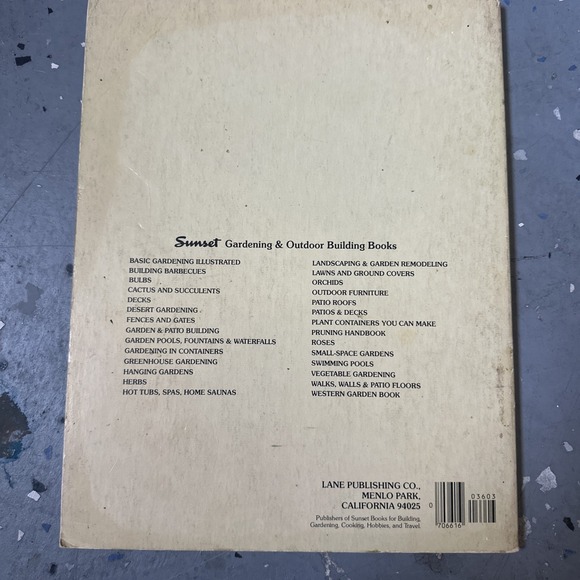 Sunset Gardening & Outdoor Building Books
BASIC GARDENING ILLUSTRATED
BUILDING BARBECUES
BULBS
CACTUS AND SUCCULENTS
DECKS
DESERT GARDENING
FENCES AND GATES
GARDEN & PATIO BUILDING
GARDEN POOLS, FOUNTAINS & WATERFALLS
GARDENING IN CONTAINERS
GREENHOUSE GARDENING
HANGING GARDENS
HERBS
HOT TUBS, SPAS, HOME SAUNAS
LANDSCAPING & GARDEN REMODELING
LAWNS AND GROUND COVERS
ORCHIDS
OUTDOOR FURNITURE
PATIO ROOFS
PATIOS & DECKS
PLANT CONTAINERS YOU CAN MAKE
PRUNING HANDBOOK
ROSES
SMALL-SPACE GARDENS
SWIMMING POOLS
VEGETABLE GARDENING
WALKS, WALLS & PATIO FLOORS
WESTERN GARDEN BOOK
LANE PUBLISHING CO.,
MENLO PARK,
CALIFORNIA 94025
Publishers of Sunset Books for Building,
Gardening, Cooking, Hobbies, and Travel.
03603
0
706616